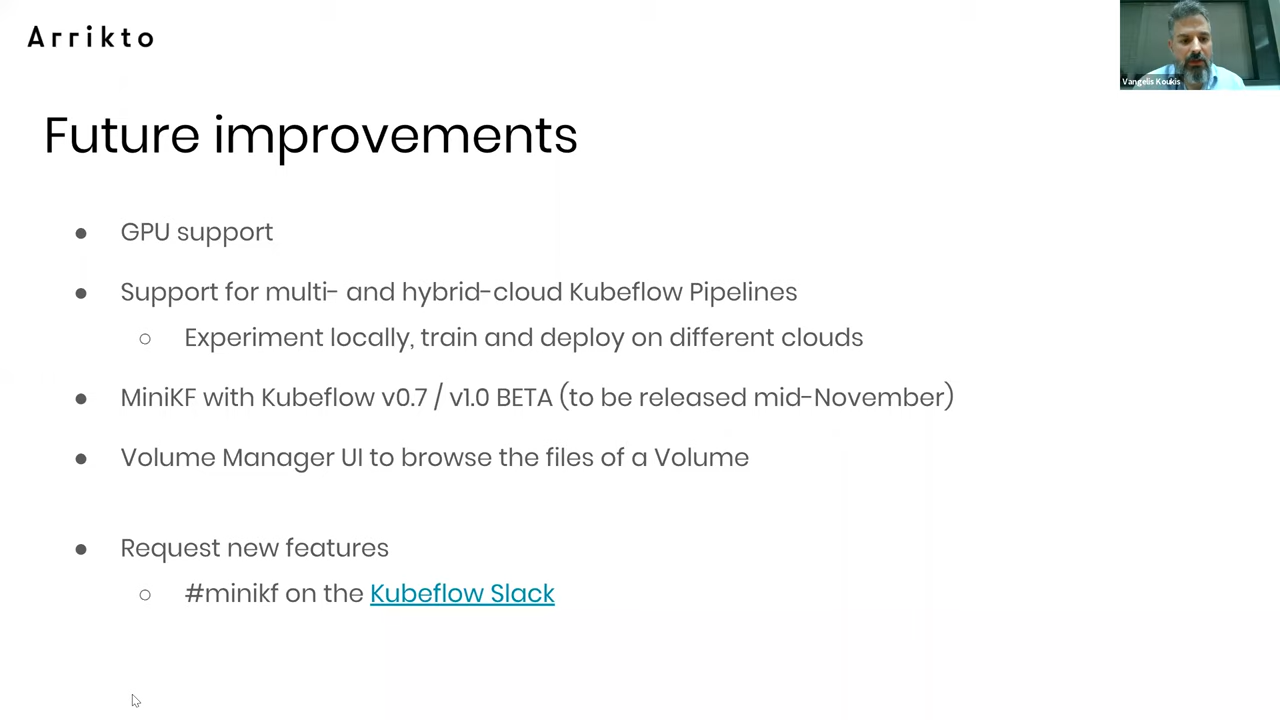 Arrikto
Vangelis Koukis
Future improvements
● GPU support
● Support for multi- and hybrid-cloud Kubeflow Pipelines
○ Experiment locally, train and deploy on different clouds
● MiniKF with Kubeflow v0.7 / v1.0 BETA (to be released mid-November)
● Volume Manager UI to browse the files of a Volume
● Request new features
○ #minikf on the Kubeflow Slack